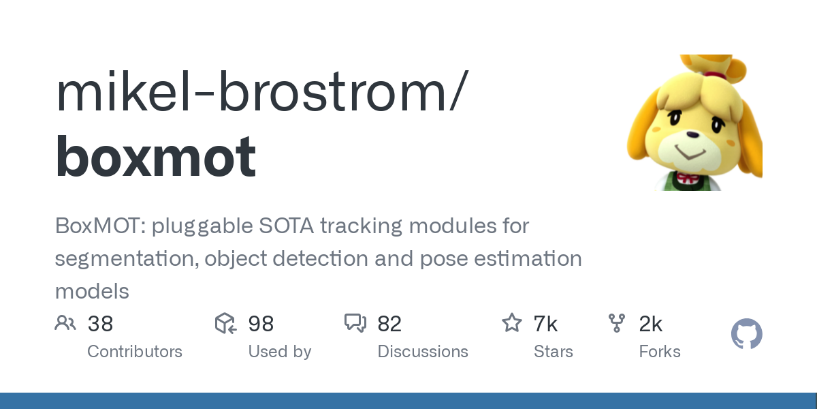 mikel-brostrom/
boxmot
BoxMOT: pluggable SOTA tracking modules for
segmentation, object detection and pose estimation
models
38 98 82 7k 2k
Contributors Used by Discussions Stars Forks